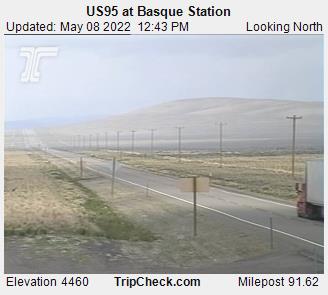 US95 at Basque Station
Updated: May 08 2022 12:43 PM Looking North
Elevation 4460 TripCheck.com Milepost 91.62